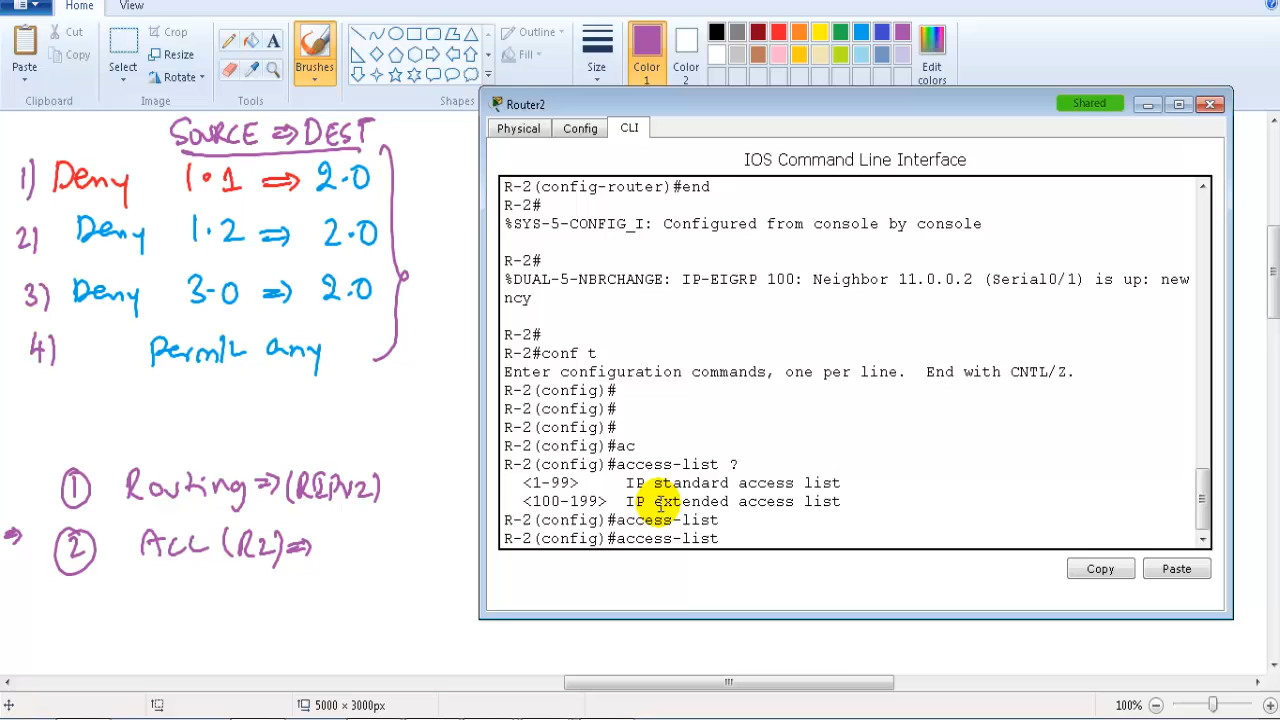 Home
View
Paste
Cut
Copy
Clipboard
Select
Crop
Resize
Rotate
Image
Tools
Brushes
Shapes
Outline
Fill
Size
Color 1
Color 2
Edit colors
SOURCE ⇒ DEST
1) Deny 1.1 ⇒ 2.0
2) Deny 1.2 ⇒ 2.0
3) Deny 3-0 ⇒ 2.0
4) permit any
① Routing ⇒
⇒ ② ACL (R2) ⇒
Router2
Shared
Physical
Config
CLI
IOS Command Line Interface
R-2(config-router)#end
R-2#
%SYS-5-CONFIG_I: Configured from console by console
R-2#
%DUAL-5-NBRCHANGE: IP-EIGRP 100: Neighbor 11.0.0.2 (Serial0/1) is up: new
ncy
R-2#
R-2#conf t
Enter configuration commands, one per line.  End with CNTL/Z.
R-2(config)#
R-2(config)#
R-2(config)#
R-2(config)#ac
R-2(config)#access-list ?
<1-99> IP standard access list
<100-199> IP extended access list
R-2(config)#access-list
R-2(config)#access-list
Copy
Paste
5000 × 3000px
100%